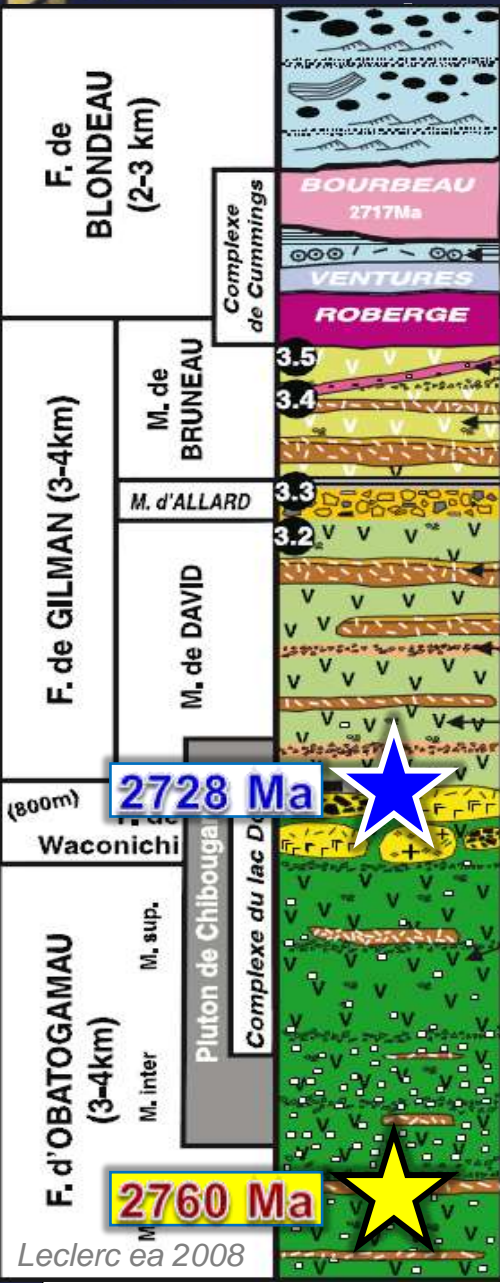 F. de
BLONDEAU
(2-3 km)
Complexe
de Cummings
BOURBEAU
2717Ma
VENTURES
ROBERGE
F. de GILMAN (3-4km)
M. de
BRUNEAU
3.5
3.4
M. d'ALLARD
3.3
3.2
M. de DAVID
2728 Ma
(800m)
Waconichi
Pluton de Chibouga
Complexe du lac Do
F. d'OBATOGAMAU
(3-4km)
M. sup.
M. inter
2760 Ma
Leclerc ea 2008